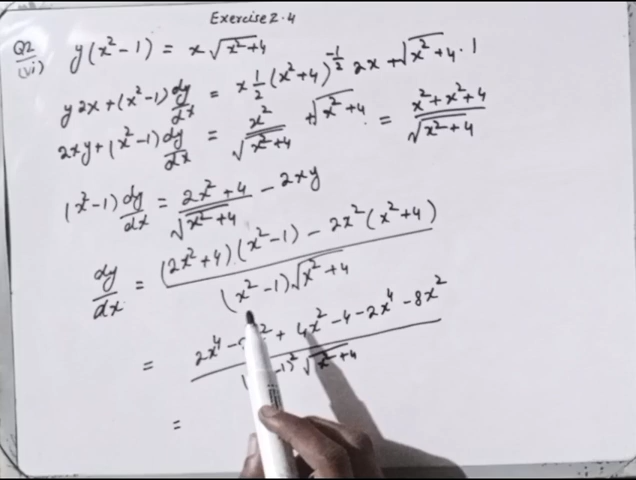 Exercise 2.4
Q2 (vi) y(x²-1) = x√x²+4
y 2x + (x²-1) dy/dx = x 1/2 (x²+4)^-1/2 2x + √x²+4 . 1
2xy + (x²-1) dy/dx = x²/√x²+4 + √x²+4 = x²+x²+4/√x²+4
(x²-1) dy/dx = 2x²+4/√x²+4 - 2xy
dy/dx = (2x²+4)(x²-1) - 2x²(x²+4)/(x²-1)√x²+4
= 2x⁴ - ² + 4x² - 4 - 2x⁴ - 8x²/( -1)²√x²+4
=